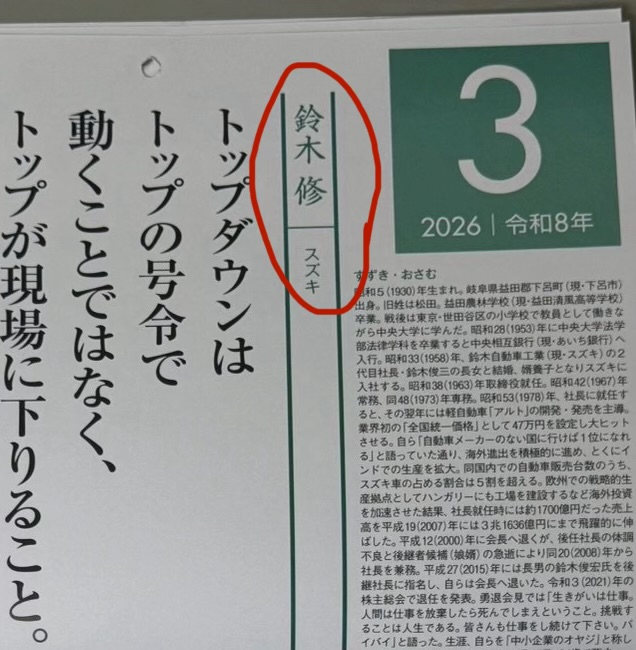 3
2026｜令和8年
鈴木 修
スズキ
トップダウンは
トップの号令で
動くことではなく、
トップが現場に下りること。
すずき・おさむ
昭和5（1930）年生まれ。岐阜県益田郡下呂町（現・下呂市）
出身。旧姓は松田。益田農林学校（現・益田清風高等学校）
卒業。戦後は東京・世田谷区の小学校で教員として働きな
がら中央大学に学んだ。昭和28（1953）年に中央大学法学
部法律学科を卒業すると中央相互銀行（現・あいち銀行）へ
入行。昭和33（1958）年、鈴木自動車工業（現・スズキ）の2
代目社長・鈴木俊三の長女と結婚、婿養子となりスズキに
入社する。昭和38（1963）年取締役就任。昭和42（1967）年
常務、同48（1973）年専務。昭和53（1978）年、社長に就任す
ると、その翌年には軽自動車「アルト」の開発・発売を主導。
業界初の「全国統一価格」として47万円を設定し大ヒット
させる。自ら「自動車メーカーのない国に行けば1位になれ
る」と語っていた通り、海外進出を積極的に進め、とくにイ
ンドでの生産を拡大。同国内での自動車販売台数のうち、
スズキ車の占める割合は5割を超える。欧州での戦略的生
産拠点としてハンガリーにも工場を建設するなど海外投資
を加速させた結果、社長就任時には約1700億円だった売上
高を平成19（2007）年には3兆1636億円にまで飛躍的に伸
ばした。平成12（2000）年に会長へ退くが、後任社長の体調
不良と後継者候補（娘婿）の急逝により同20（2008）年から
社長を兼務。平成27（2015）年には長男の鈴木俊宏氏を後
継社長に指名し、自らは会長へ退いた。令和3（2021）年の
株主総会で退任を発表。勇退会見では「生きがいは仕事。
人間は仕事を放棄したら死んでしまえということ。挑戦す
ることは人生である。皆さんも仕事をし続けて下さい。バ
イバイ」と語った。生涯、自らを「中小企業のオヤジ」と称し